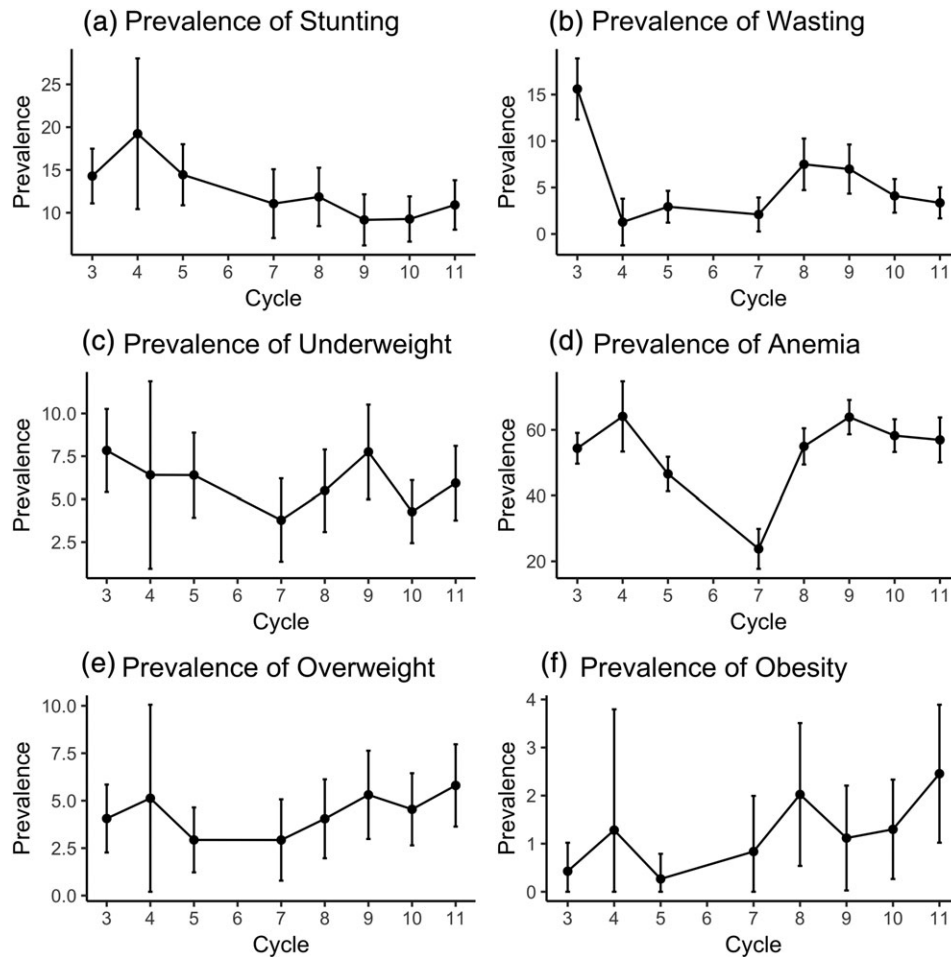 (a) Prevalence of Stunting
Prevalence
25
20
15
10
3 4 5 6 7 8 9 10 11
Cycle
(b) Prevalence of Wasting
Prevalence
15
10
5
0
3 4 5 6 7 8 9 10 11
Cycle
(c) Prevalence of Underweight
Prevalence
10.0
7.5
5.0
2.5
3 4 5 6 7 8 9 10 11
Cycle
(d) Prevalence of Anemia
Prevalence
60
40
20
3 4 5 6 7 8 9 10 11
Cycle
(e) Prevalence of Overweight
Prevalence
10.0
7.5
5.0
2.5
0.0
3 4 5 6 7 8 9 10 11
Cycle
(f) Prevalence of Obesity
Prevalence
4
3
2
1
0
3 4 5 6 7 8 9 10 11
Cycle